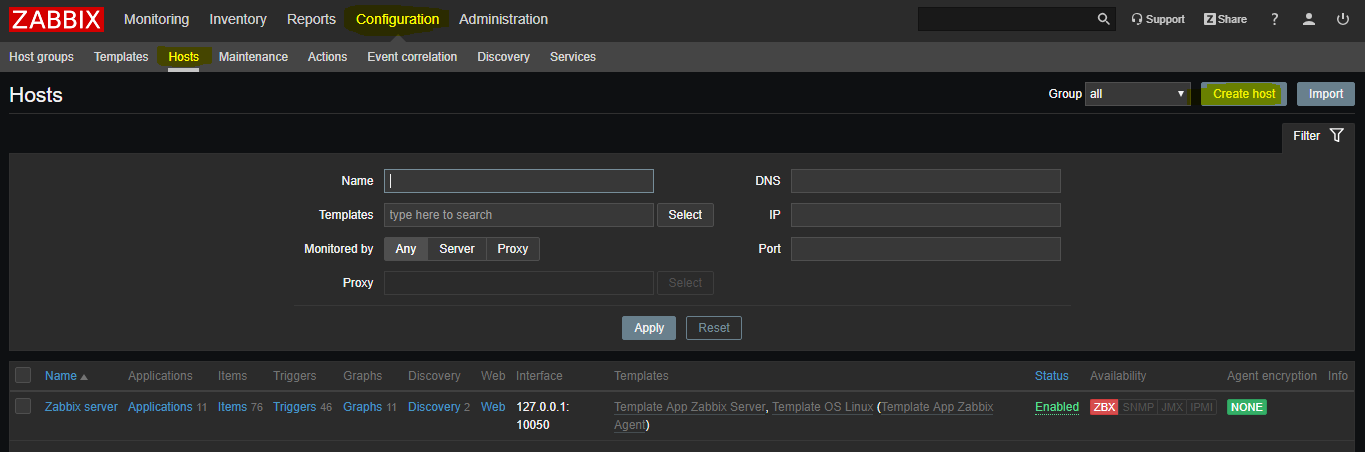 ZABBIX Monitoring Inventory Reports Configuration Administration Support Z Share ?
Host groups Templates Hosts Maintenance Actions Event correlation Discovery Services
Hosts Group all Create host Import
Filter
Name DNS
Templates type here to search Select IP
Monitored by Any Server Proxy Port
Proxy Select
Apply Reset
Name Applications Items Triggers Graphs Discovery Web Interface Templates Status Availability Agent encryption Info
Zabbix server Applications 11 Items 76 Triggers 46 Graphs 11 Discovery 2 Web 127.0.0.1: Template App Zabbix Server, Template OS Linux (Template App Zabbix Enabled ZBX SNMP JMX IPMI NONE
10050 Agent)